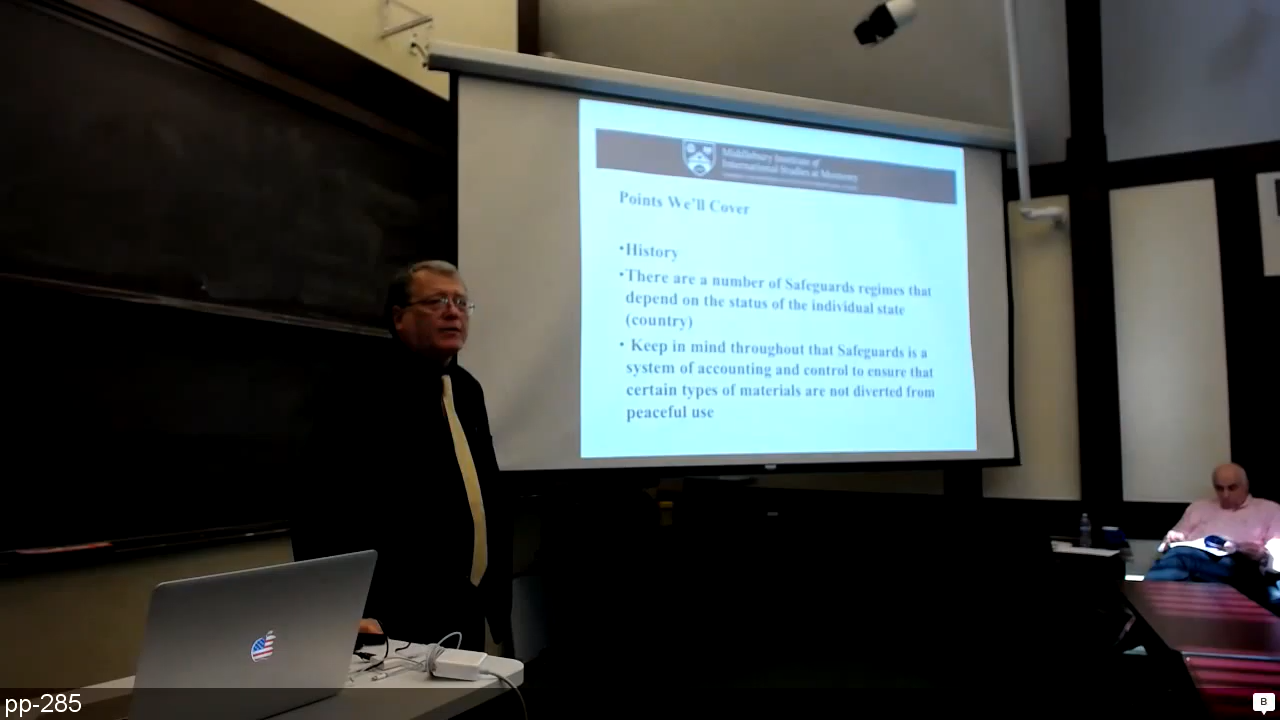 Middlebury Institute of
International Studies at Monterey
Points We'll Cover
•History
•There are a number of Safeguards regimes that
depend on the status of the individual state
(country)
• Keep in mind throughout that Safeguards is a
system of accounting and control to ensure that
certain types of materials are not diverted from
peaceful use
pp-285
B